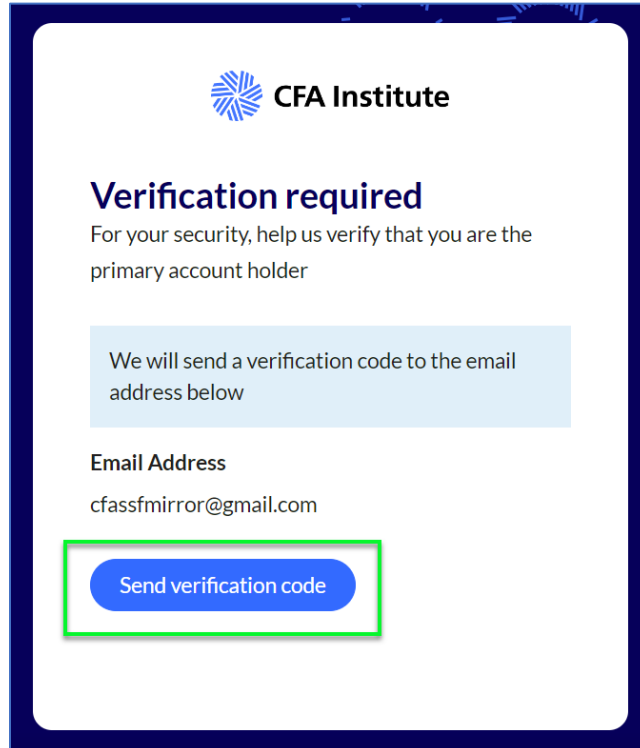 CFA Institute
Verification required
For your security, help us verify that you are the
primary account holder
We will send a verification code to the email
address below
Email Address
cfassfmirror@gmail.com
Send verification code